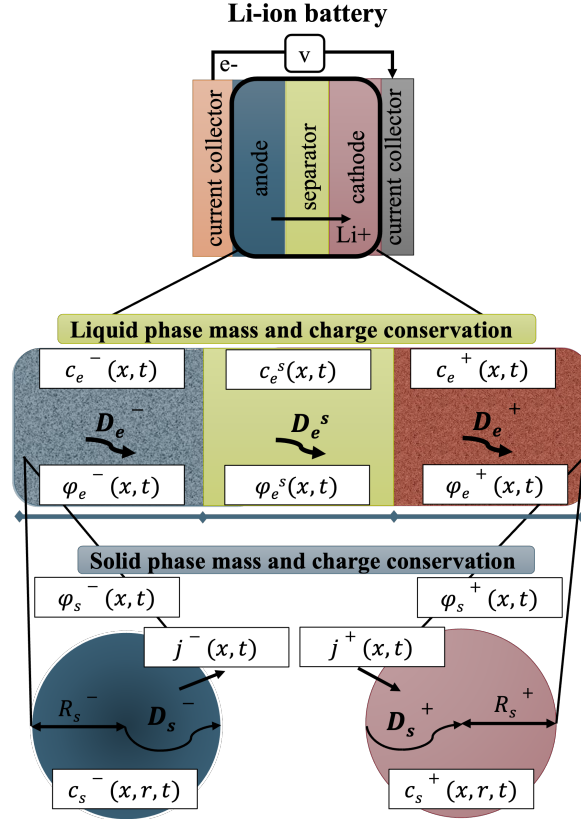 Li-ion battery
v
e-
current collector
anode
separator
cathode
current collector
Li+
Liquid phase mass and charge conservation
c_e^-(x,t)
c_e^s(x,t)
c_e^+(x,t)
D_e^-
D_e^s
D_e^+
φ_e^-(x,t)
φ_e^s(x,t)
φ_e^+(x,t)
Solid phase mass and charge conservation
φ_s^-(x,t)
φ_s^+(x,t)
j^-(x,t)
j^+(x,t)
R_s^-
D_s^-
D_s^+
R_s^+
c_s^-(x,r,t)
c_s^+(x,r,t)